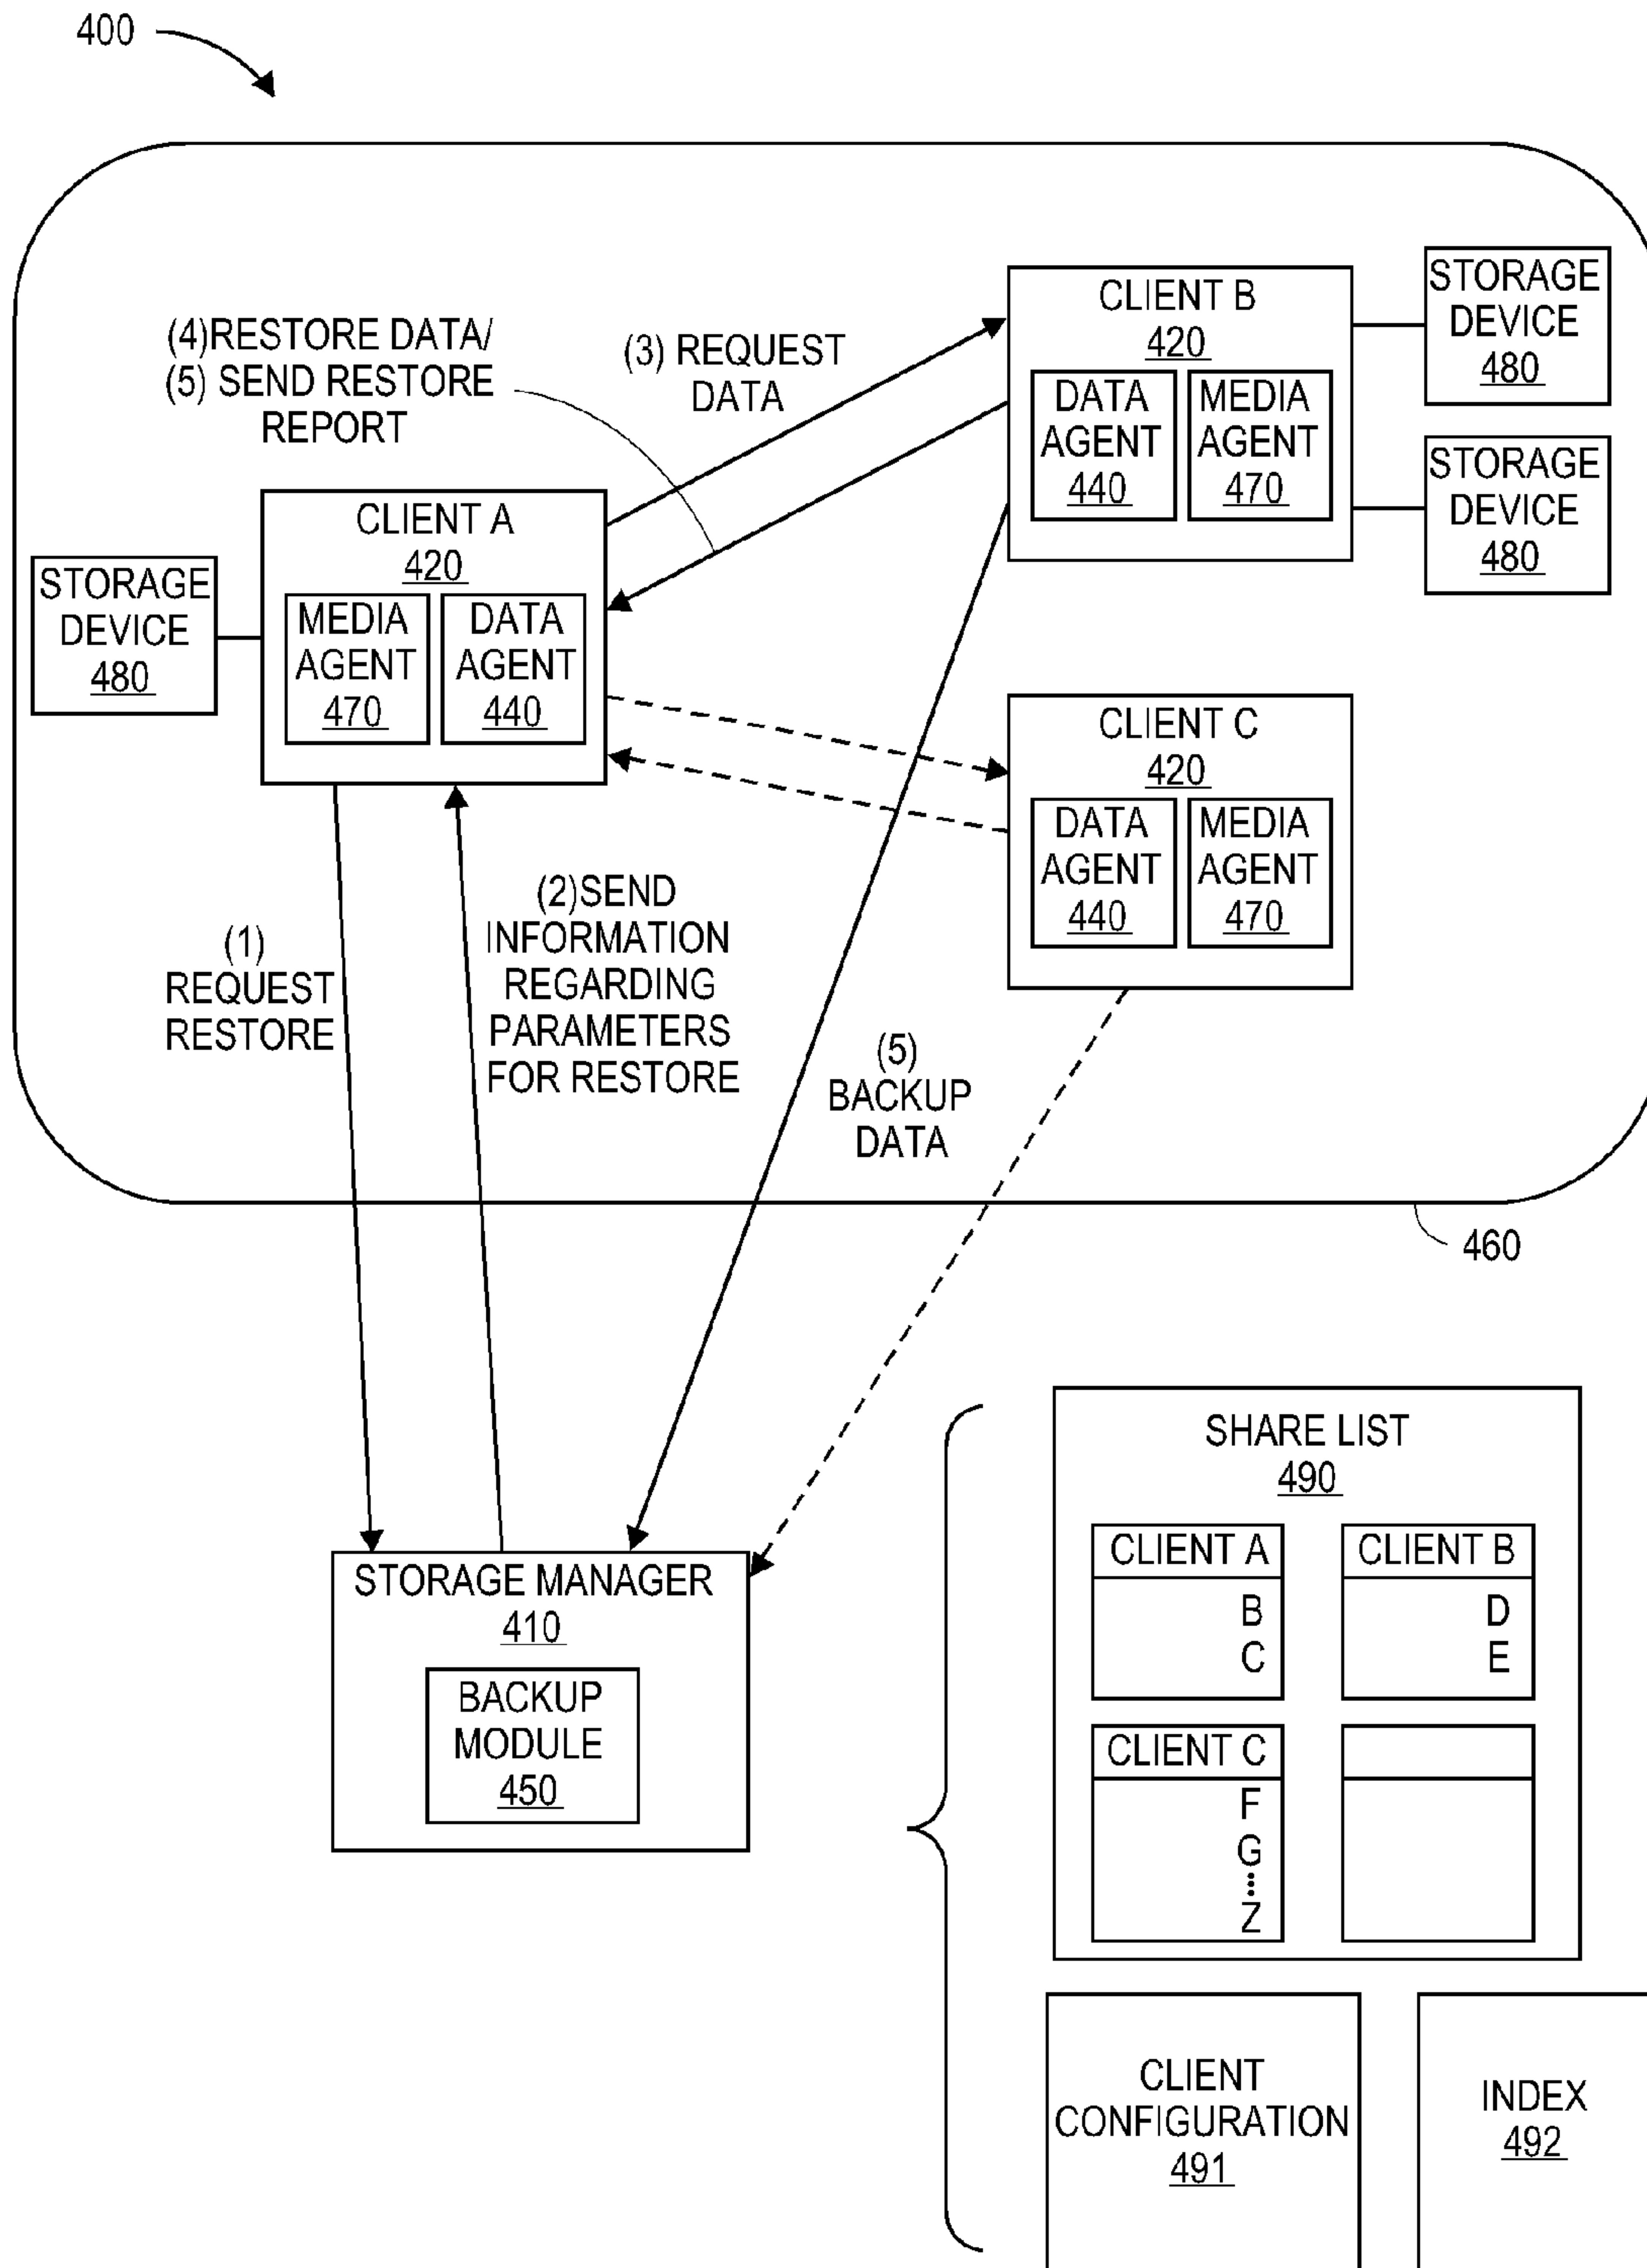 400
(4)RESTORE DATA/
(5) SEND RESTORE
REPORT
(3) REQUEST
DATA
CLIENT B
420
DATA
AGENT
440
MEDIA
AGENT
470
STORAGE
DEVICE
480
STORAGE
DEVICE
480
CLIENT A
420
MEDIA
AGENT
470
DATA
AGENT
440
STORAGE
DEVICE
480
CLIENT C
420
DATA
AGENT
440
MEDIA
AGENT
470
(1)
REQUEST
RESTORE
(2)SEND
INFORMATION
REGARDING
PARAMETERS
FOR RESTORE
(5)
BACKUP
DATA
460
STORAGE MANAGER
410
BACKUP
MODULE
450
SHARE LIST
490
CLIENT A
B
C
CLIENT B
D
E
CLIENT C
F
G
⋮
Z
CLIENT
CONFIGURATION
491
INDEX
492